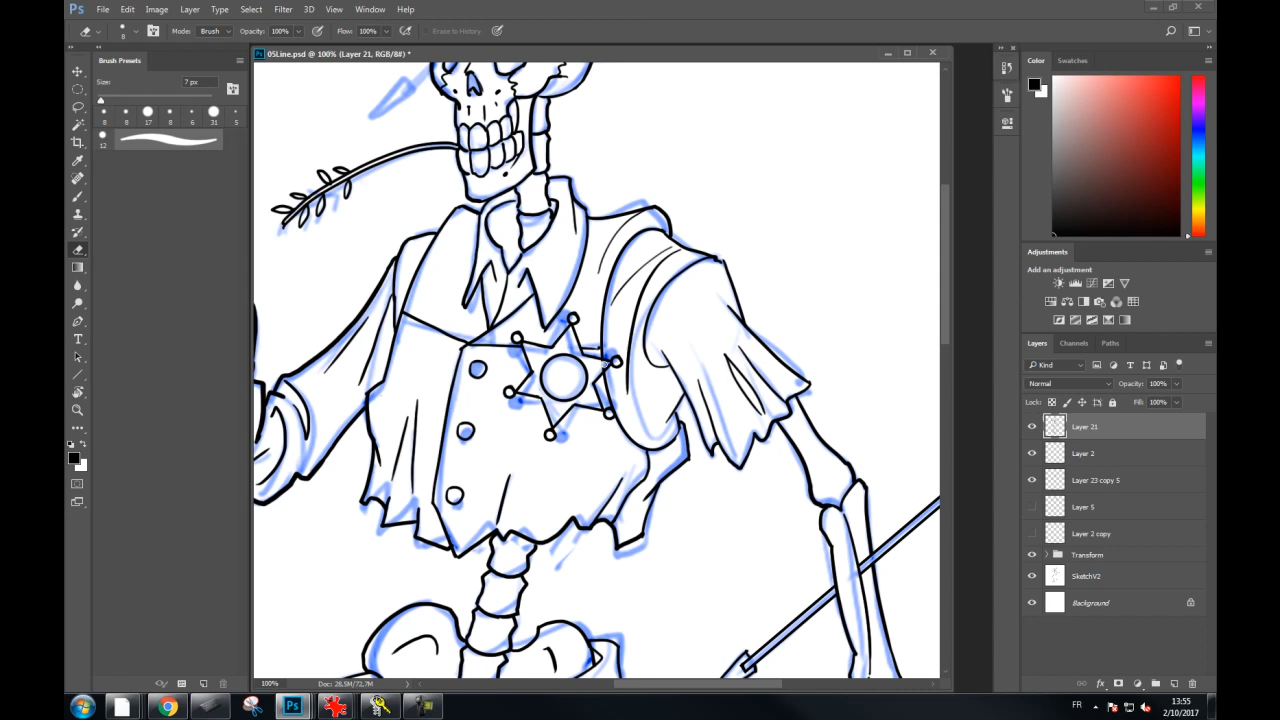 Ps File Edit Image Layer Type Select Filter 3D View Window Help
8 Mode: Brush Opacity: 100% Flow: 100% Erase to History
Brush Presets
05Line.psd @ 100% (Layer 21, RGB/8#) *
Color Swatches
Size: 7 px
8 8 17 8 6 31 5
12
Adjustments
Add an adjustment
Layers Channels Paths
Kind
Normal Opacity: 100%
Lock: Fill: 100%
Layer 21
Layer 2
Layer 23 copy 5
Layer 5
Layer 2 copy
Transform
SketchV2
Background
100% Doc: 28,5M/72,7M
Ps FR 13:55
2/10/2017